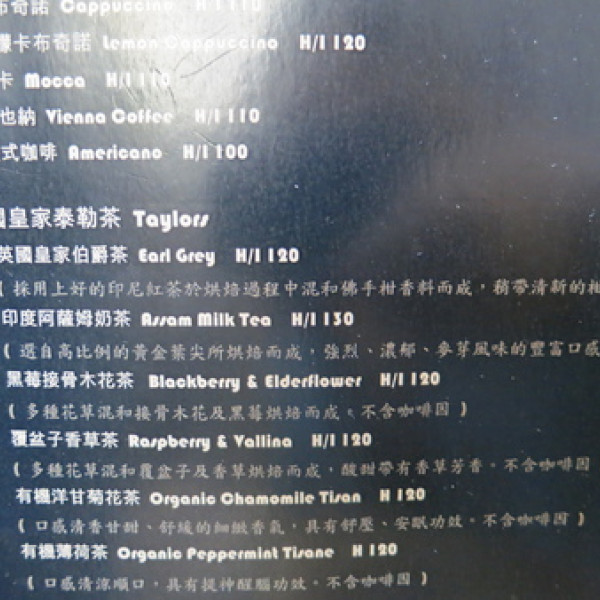 布奇諾 Cappuccino H/I 110
檬卡布奇諾 Lemon Cappuccino H/I 120
卡 Mocca H/I 110
也納 Vienna Coffee H/I 110
式咖啡 Americano H/I 100
國皇家泰勒茶 Taylors
英國皇家伯爵茶 Earl Grey H/I 120
( 採用上好的印尼紅茶於烘焙過程中混和佛手柑香料而成，稍帶清新的柑
印度阿薩姆奶茶 Assam Milk Tea H/I 130
( 選自高比例的黃金葉尖所烘焙而成，強烈、濃郁、麥芽風味的豐富口感
黑莓接骨木花茶 Blackberry & Elderflower H/I 120
( 多種花草混和接骨木花及黑莓烘焙而成。不含咖啡因 )
覆盆子香草茶 Raspberry & Vallina H/I 120
( 多種花草混和覆盆子及香草烘焙而成，酸甜帶有香草芳香。不含咖啡因
有機洋甘菊花茶 Organic Chamomile Tisan H 120
( 口感清香甘甜、舒緩的細緻香氣，具有舒壓、安眠功效。不含咖啡因 )
有機薄荷茶 Organic Peppermint Tisane H 120
( 口感清涼順口，具有提神醒腦功效。不含咖啡因 )